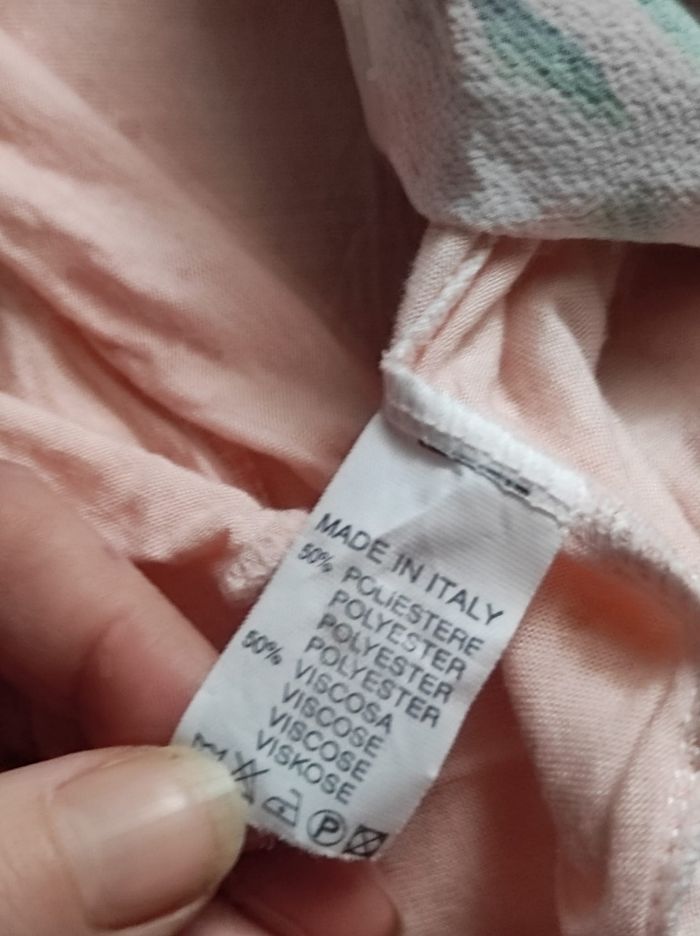 MADE IN ITALY
50% POLIESTERE
POLYESTER
POLYESTER
POLYESTER
50% VISCOSA
VISCOSE
VISCOSE
VISKOSE
P